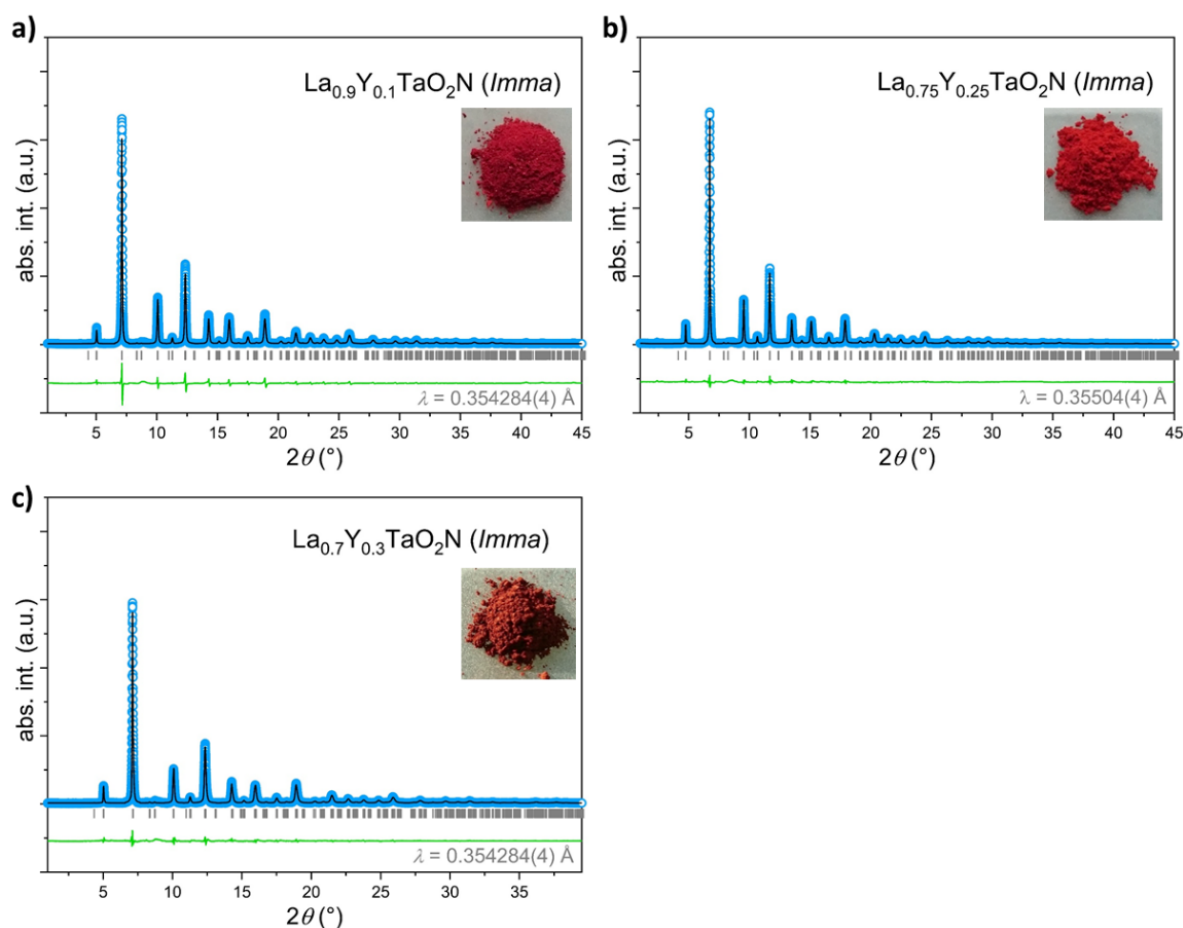 a)
La0.9Y0.1TaO2N (Imma)
abs. int. (a.u.)
λ = 0.354284(4) Å
5 10 15 20 25 30 35 40 45
2θ (°)
b)
La0.75Y0.25TaO2N (Imma)
abs. int. (a.u.)
λ = 0.35504(4) Å
5 10 15 20 25 30 35 40 45
2θ (°)
c)
La0.7Y0.3TaO2N (Imma)
abs. int. (a.u.)
λ = 0.354284(4) Å
5 10 15 20 25 30 35
2θ (°)